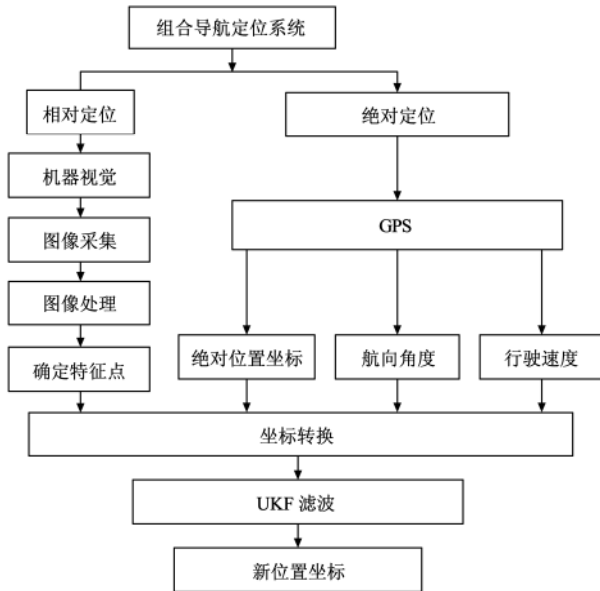 组合导航定位系统
相对定位
绝对定位
机器视觉
GPS
图像采集
图像处理
绝对位置坐标
航向角度
行驶速度
确定特征点
坐标转换
UKF 滤波
新位置坐标